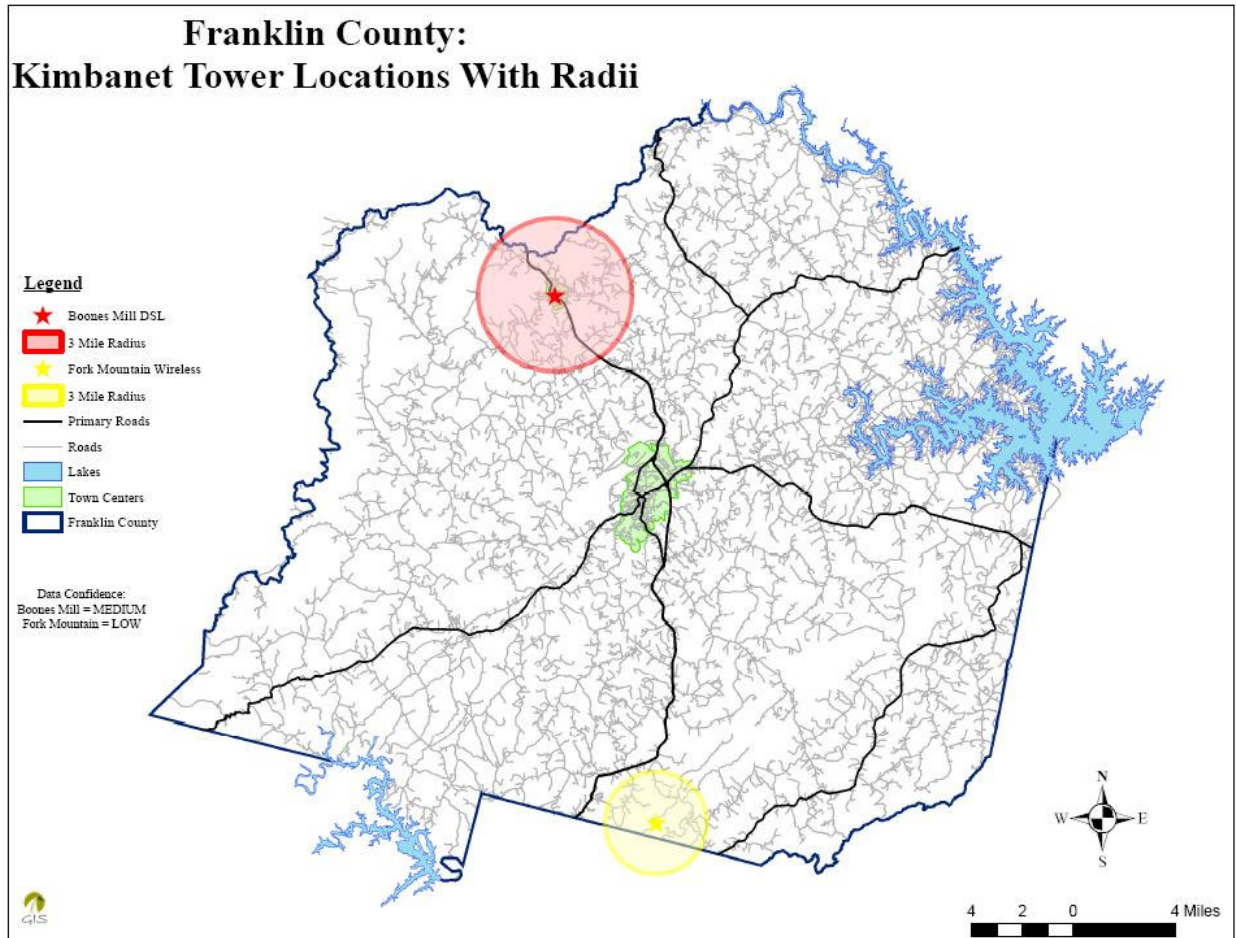 Franklin County:
Kimbanet Tower Locations With Radii
Legend
Boones Mill DSL
3 Mile Radius
Fork Mountain Wireless
3 Mile Radius
Primary Roads
Roads
Lakes
Town Centers
Franklin County
Data Confidence:
Boones Mill = MEDIUM
Fork Mountain = LOW
N
W E
S
GIS
4 2 0 4 Miles